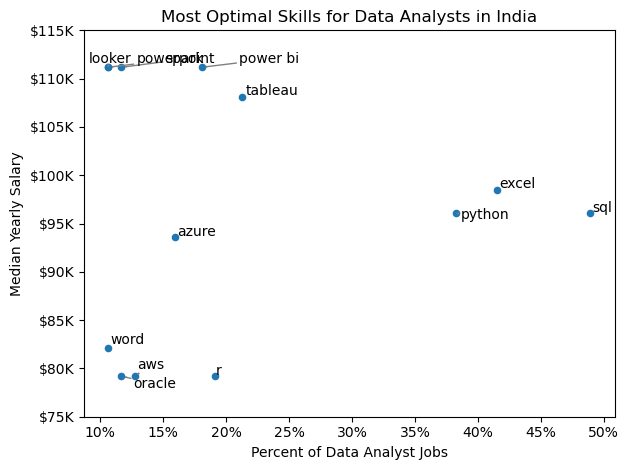 Most Optimal Skills for Data Analysts in India
$115K
$110K
$105K
$100K
$95K
$90K
$85K
$80K
$75K
Median Yearly Salary
looker
powerpoint
spark
power bi
tableau
excel
sql
python
azure
word
aws
oracle
r
10%
15%
20%
25%
30%
35%
40%
45%
50%
Percent of Data Analyst Jobs